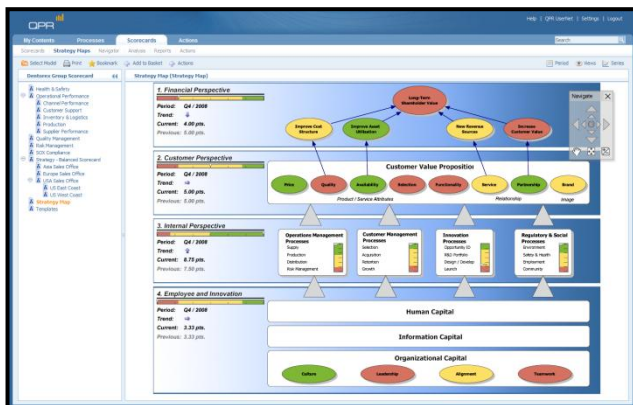 QPR
Help | QPR UserNet | Settings | Logout
My Contents Processes Scorecards Actions
Search
Scorecards Strategy Maps Navigate Analysis Reports Actions
Select Model Print Bookmark Add to Basket Actions
Period Views Series
Dentorex Group Scorecard
Strategy Map (Strategy Map)
Health & Safety
Operational Performance
Channel Performance
Customer Support
Inventory & Logistics
Production
Supplier Performance
Quality Management
Risk Management
SOX Compliance
Strategy - Balanced Scorecard
Asia Sales Office
Europe Sales Office
USA Sales Office
US East Coast
US West Coast
Strategy Map
Templates
1. Financial Perspective
Period: Q4 / 2008
Trend:
Current: 4.00 pts.
Previous: 5.00 pts.
Long-Term
Shareholder Value
Improve Cost
Structure
Improve Asset
Utilization
New Revenue
Sources
Increase
Customer Value
Navigate
2. Customer Perspective
Period: Q4 / 2008
Trend:
Current: 5.00 pts.
Previous: 5.00 pts.
Customer Value Proposition
Price Quality Availability Selection Functionality Service Partnership Brand
Product / Service Attributes Relationship Image
3. Internal Perspective
Period: Q4 / 2008
Trend:
Current: 8.75 pts.
Previous: 7.50 pts.
Operations Management
Processes
Supply
Production
Distribution
Risk Management
Customer Management
Processes
Selection
Acquisition
Retention
Growth
Innovation
Processes
Opportunity ID
R&D Portfolio
Design / Develop
Launch
Regulatory & Social
Processes
Environment
Safety & Health
Employment
Community
4. Employee and Innovation
Period: Q4 / 2008
Trend:
Current: 3.33 pts.
Previous: 3.33 pts.
Human Capital
Information Capital
Organizational Capital
Culture Leadership Alignment Teamwork